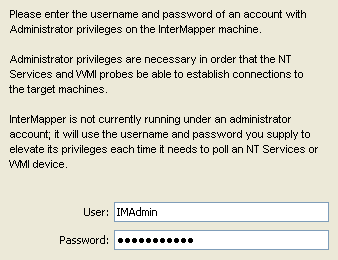 Please enter the username and password of an account with
Administrator privileges on the InterMapper machine.
Administrator privileges are necessary in order that the NT
Services and WMI probes be able to establish connections to
the target machines.
InterMapper is not currently running under an administrator
account; it will use the username and password you supply to
elevate its privileges each time it needs to poll an NT Services or
WMI device.
User: IMAdmin
Password: ●●●●●●●●●●●